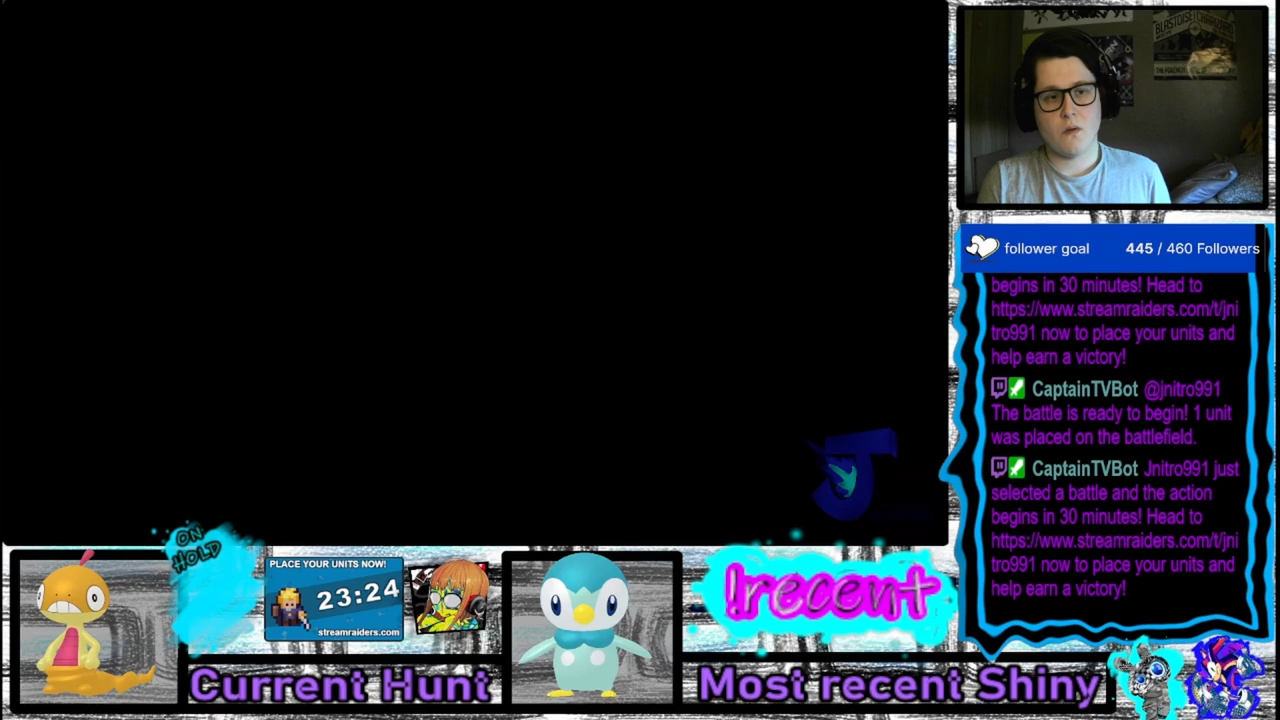 BLASTOISE
THE POKÉMON
follower goal 445 / 460 Followers
begins in 30 minutes! Head to
https://www.streamraiders.com/t/jni
tro991 now to place your units and
help earn a victory!
CaptainTVBot @jnitro991
The battle is ready to begin! 1 unit
was placed on the battlefield.
CaptainTVBot Jnitro991 just
selected a battle and the action
begins in 30 minutes! Head to
https://www.streamraiders.com/t/jni
tro991 now to place your units and
help earn a victory!
J
ON
HOLD
PLACE YOUR UNITS NOW!
23:24
streamraiders.com
!recent
Current Hunt
Most recent Shiny